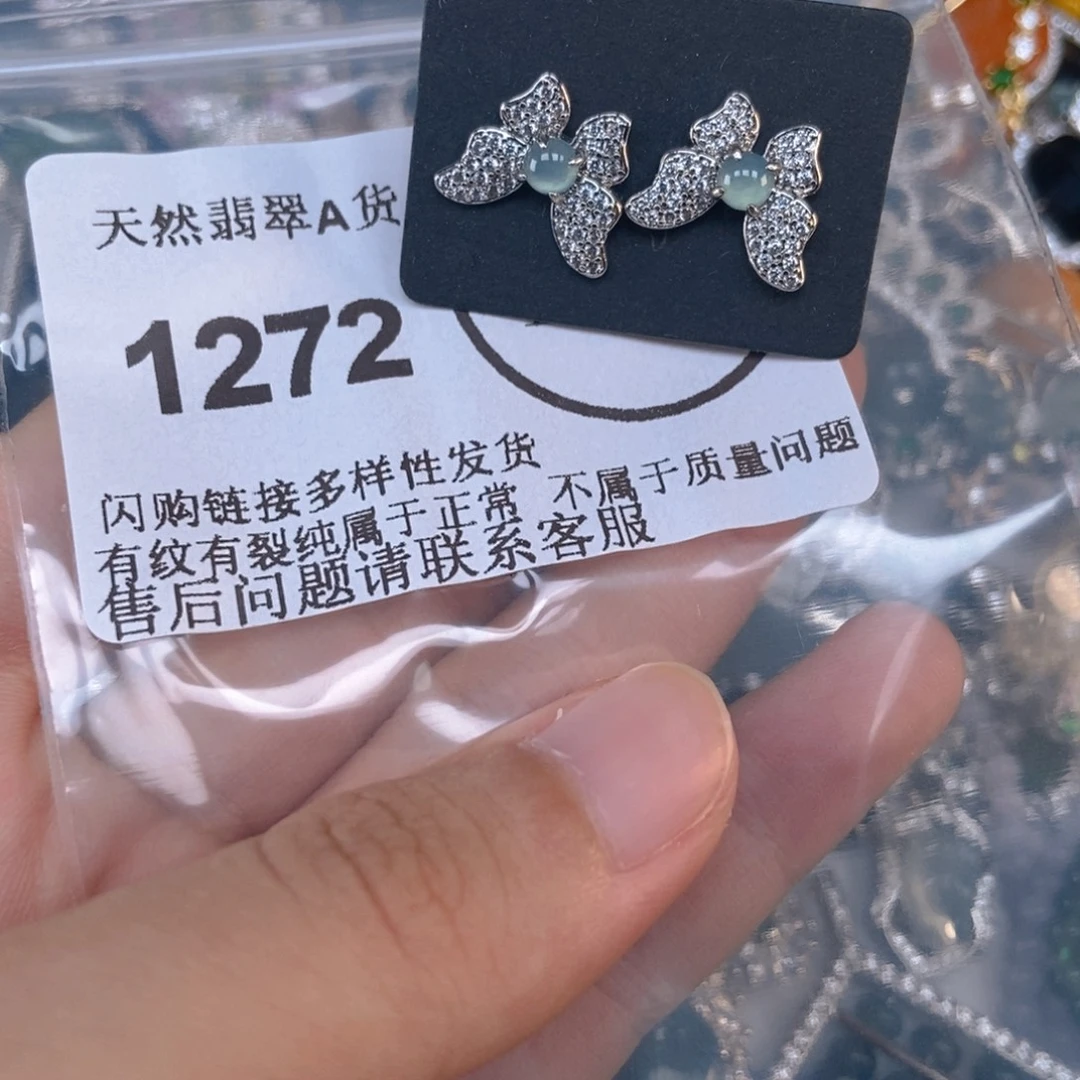 天然翡翠A货
1272
闪购链接多样性发货
有纹有裂纯属于正常 不属于质量问题
售后问题请联系客服